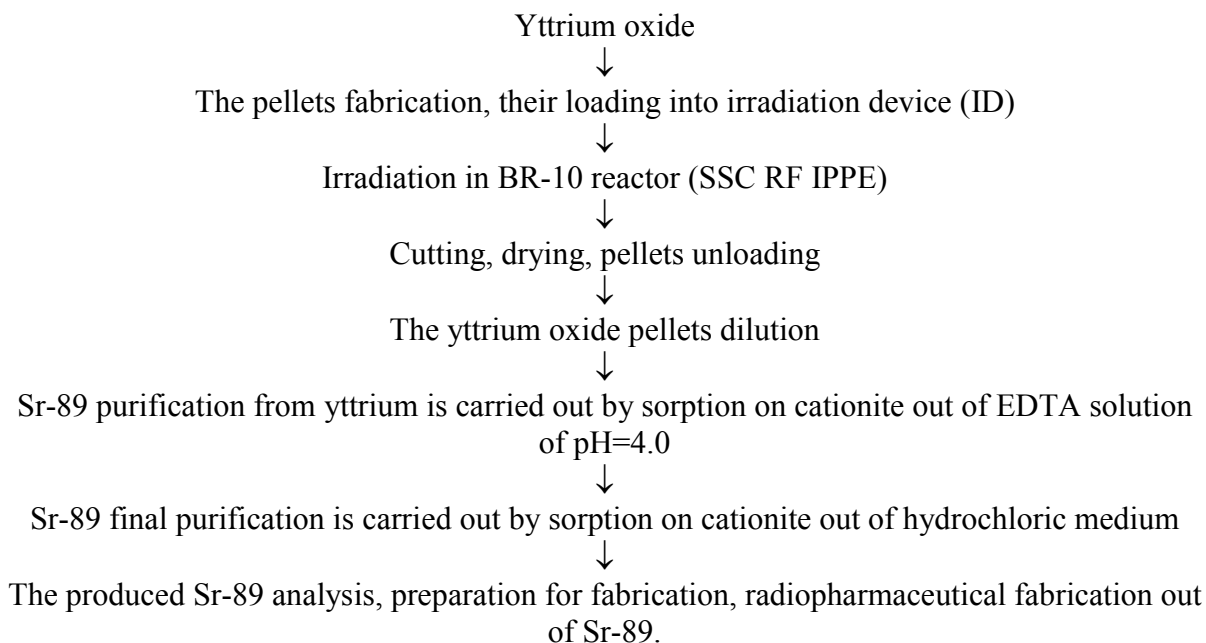 Yttrium oxide
↓
The pellets fabrication, their loading into irradiation device (ID)
↓
Irradiation in BR-10 reactor (SSC RF IPPE)
↓
Cutting, drying, pellets unloading
↓
The yttrium oxide pellets dilution
↓
Sr-89 purification from yttrium is carried out by sorption on cationite out of EDTA solution
of pH=4.0
↓
Sr-89 final purification is carried out by sorption on cationite out of hydrochloric medium
↓
The produced Sr-89 analysis, preparation for fabrication, radiopharmaceutical fabrication out
of Sr-89.